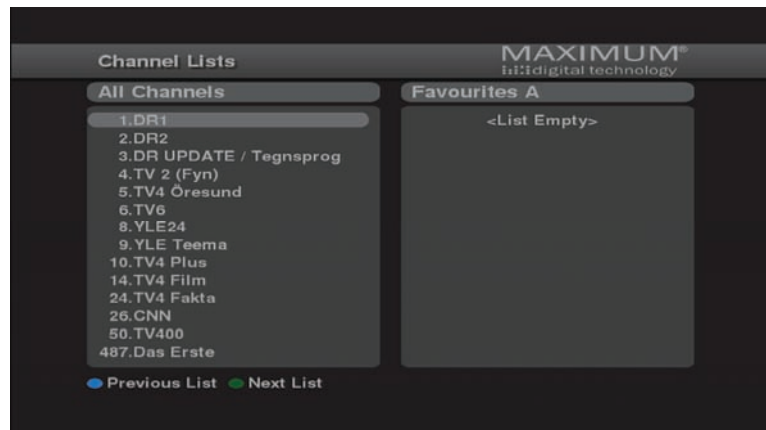 Channel Lists
MAXIMUM®
digital technology
All Channels
Favourites A
1.DR1
2.DR2
3.DR UPDATE / Tegnsprog
4.TV 2 (Fyn)
5.TV4 Öresund
6.TV6
8.YLE24
9.YLE Teema
10.TV4 Plus
14.TV4 Film
24.TV4 Fakta
26.CNN
50.TV400
487.Das Erste
<List Empty>
Previous List Next List